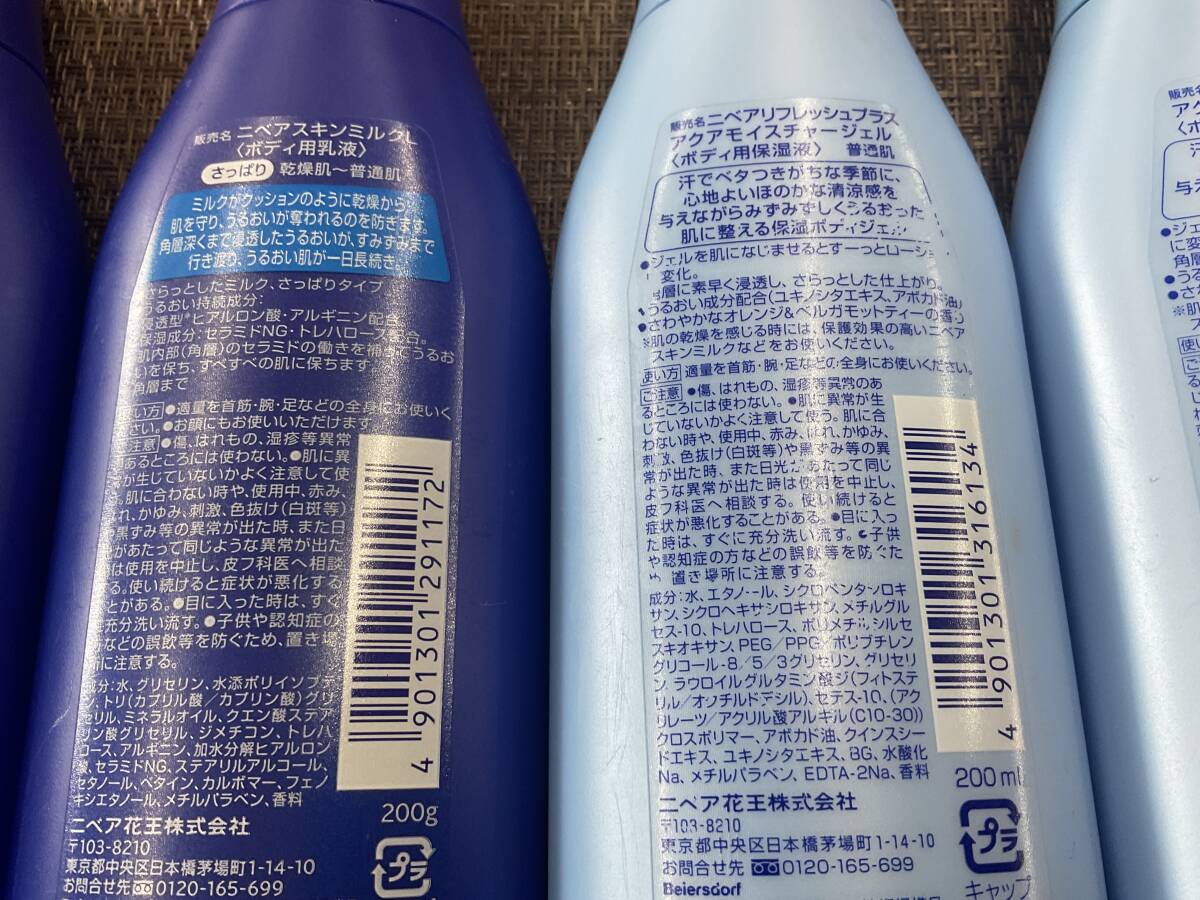 販売名 ニベアスキンミルクL
〈ボディ用乳液〉
さっぱり 乾燥肌〜普通肌
ミルクがクッションのように乾燥から
肌を守り、うるおいが奪われるのを防ぎます。
角層深くまで浸透したうるおいが、すみずみまで
行き渡り、うるおい肌が一日長続き。
さらっとしたミルク、さっぱりタイプ
うるおい持続成分:
浸透型*ヒアルロン酸・アルギニン配合。
保湿成分:セラミドNG・トレハロース配合。
肌内部(角層)のセラミドの働きを補ってうるお
いを保ち、すべすべの肌に保ちます
角層まで
使い方 ●適量を首筋・腕・足などの全身にお使いく
さい。●お顔にもお使いいただけます
注意 ●傷、はれもの、湿疹等異常
あるところには使わない。●肌に異
が生じていないかよく注意して使
。肌に合わない時や、使用中、赤み、
れ、かゆみ、刺激、色抜け(白斑等)
黒ずみ等の異常が出た時、また日
があたって同じような異常が出た
は使用を中止し、皮フ科医へ相談
る。使い続けると症状が悪化する
とがある。●目に入った時は、すぐ
充分洗い流す。●子供や認知症の
などの誤飲等を防ぐため、置き場
に注意する。
成分:水、グリセリン、水添ポリイソブテ
ン、トリ(カプリル酸/カプリン酸)グリ
セリル、ミネラルオイル、クエン酸ステア
リン酸グリセリル、ジメチコン、トレハ
ロース、アルギニン、加水分解ヒアルロン
酸、セラミドNG、ステアリルアルコール、
セタノール、ベタイン、カルボマー、フェノ
キシエタノール、メチルパラベン、香料
4 901301 291172
200g
ニベア花王株式会社
〒103-8210
東京都中央区日本橋茅場町1-14-10
お問合せ先 0120-165-699
プラ
販売名 ニベアリフレッシュプラス
アクアモイスチャージェル
〈ボディ用保湿液〉 普通肌
汗でベタつきがちな季節に、
心地よいほのかな清涼感を
与えながらみずみずしくうるおった
肌に整える保湿ボディジェル
●ジェルを肌になじませるとすーっとローショ
変化。
角層に素早く浸透し、さらっとした仕上がり。
うるおい成分配合(ユキノシタエキス、アボカド油)
●さわやかなオレンジ&ベルガモットティーの香り
※肌の乾燥を感じる時には、保護効果の高いニベア
スキンミルクなどをお使いください。
使い方 適量を首筋・腕・足などの全身にお使いください。
ご注意 ●傷、はれもの、湿疹等異常のあ
るところには使わない。●肌に異常が生
じていないかよく注意して使う。肌に合
わない時や、使用中、赤み、はれ、かゆみ、
刺激、色抜け(白斑等)や黒ずみ等の異
常が出た時、また日光があたって同じ
ような異常が出た時は使用を中止し、
皮フ科医へ相談する。使い続けると
症状が悪化することがある。●目に入っ
た時は、すぐに充分洗い流す。●子供
や認知症の方などの誤飲等を防ぐた
め、置き場所に注意する。
成分:水、エタノール、シクロペンタシロキ
サン、シクロヘキサシロキサン、メチルグル
セス-10、トレハロース、ポリメチルシルセ
スキオキサン、PEG/PPG/ポリブチレン
グリコール-8/5/3グリセリン、グリセリ
ン、ラウロイルグルタミン酸ジ(フィトステ
リル/オクチルドデシル)、セテス-10、(アク
リレーツ/アクリル酸アルキル(C10-30))
クロスポリマー、アボカド油、クインスシー
ドエキス、ユキノシタエキス、BG、水酸化
Na、メチルパラベン、EDTA-2Na、香料
4 901301 316134
200ml
ニベア花王株式会社
〒103-8210
東京都中央区日本橋茅場町1-14-10
お問合せ先 0120-165-699
Beiersdorf
プラ
キャップ
販売名
アク
〈ボ
与え
●ジェ
に変
角層
●うる
●さわ
※肌
使い